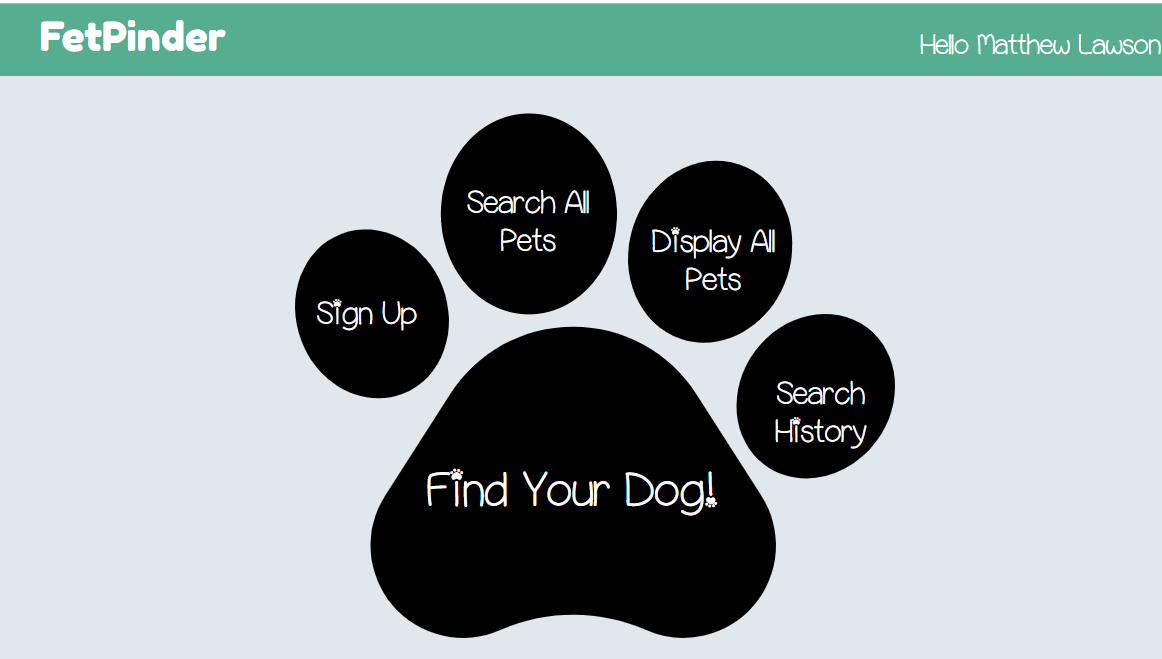 FetPinder
Hello Matthew Lawson
Search All
Pets
Display All
Pets
Sign Up
Search
History
Find Your Dog!